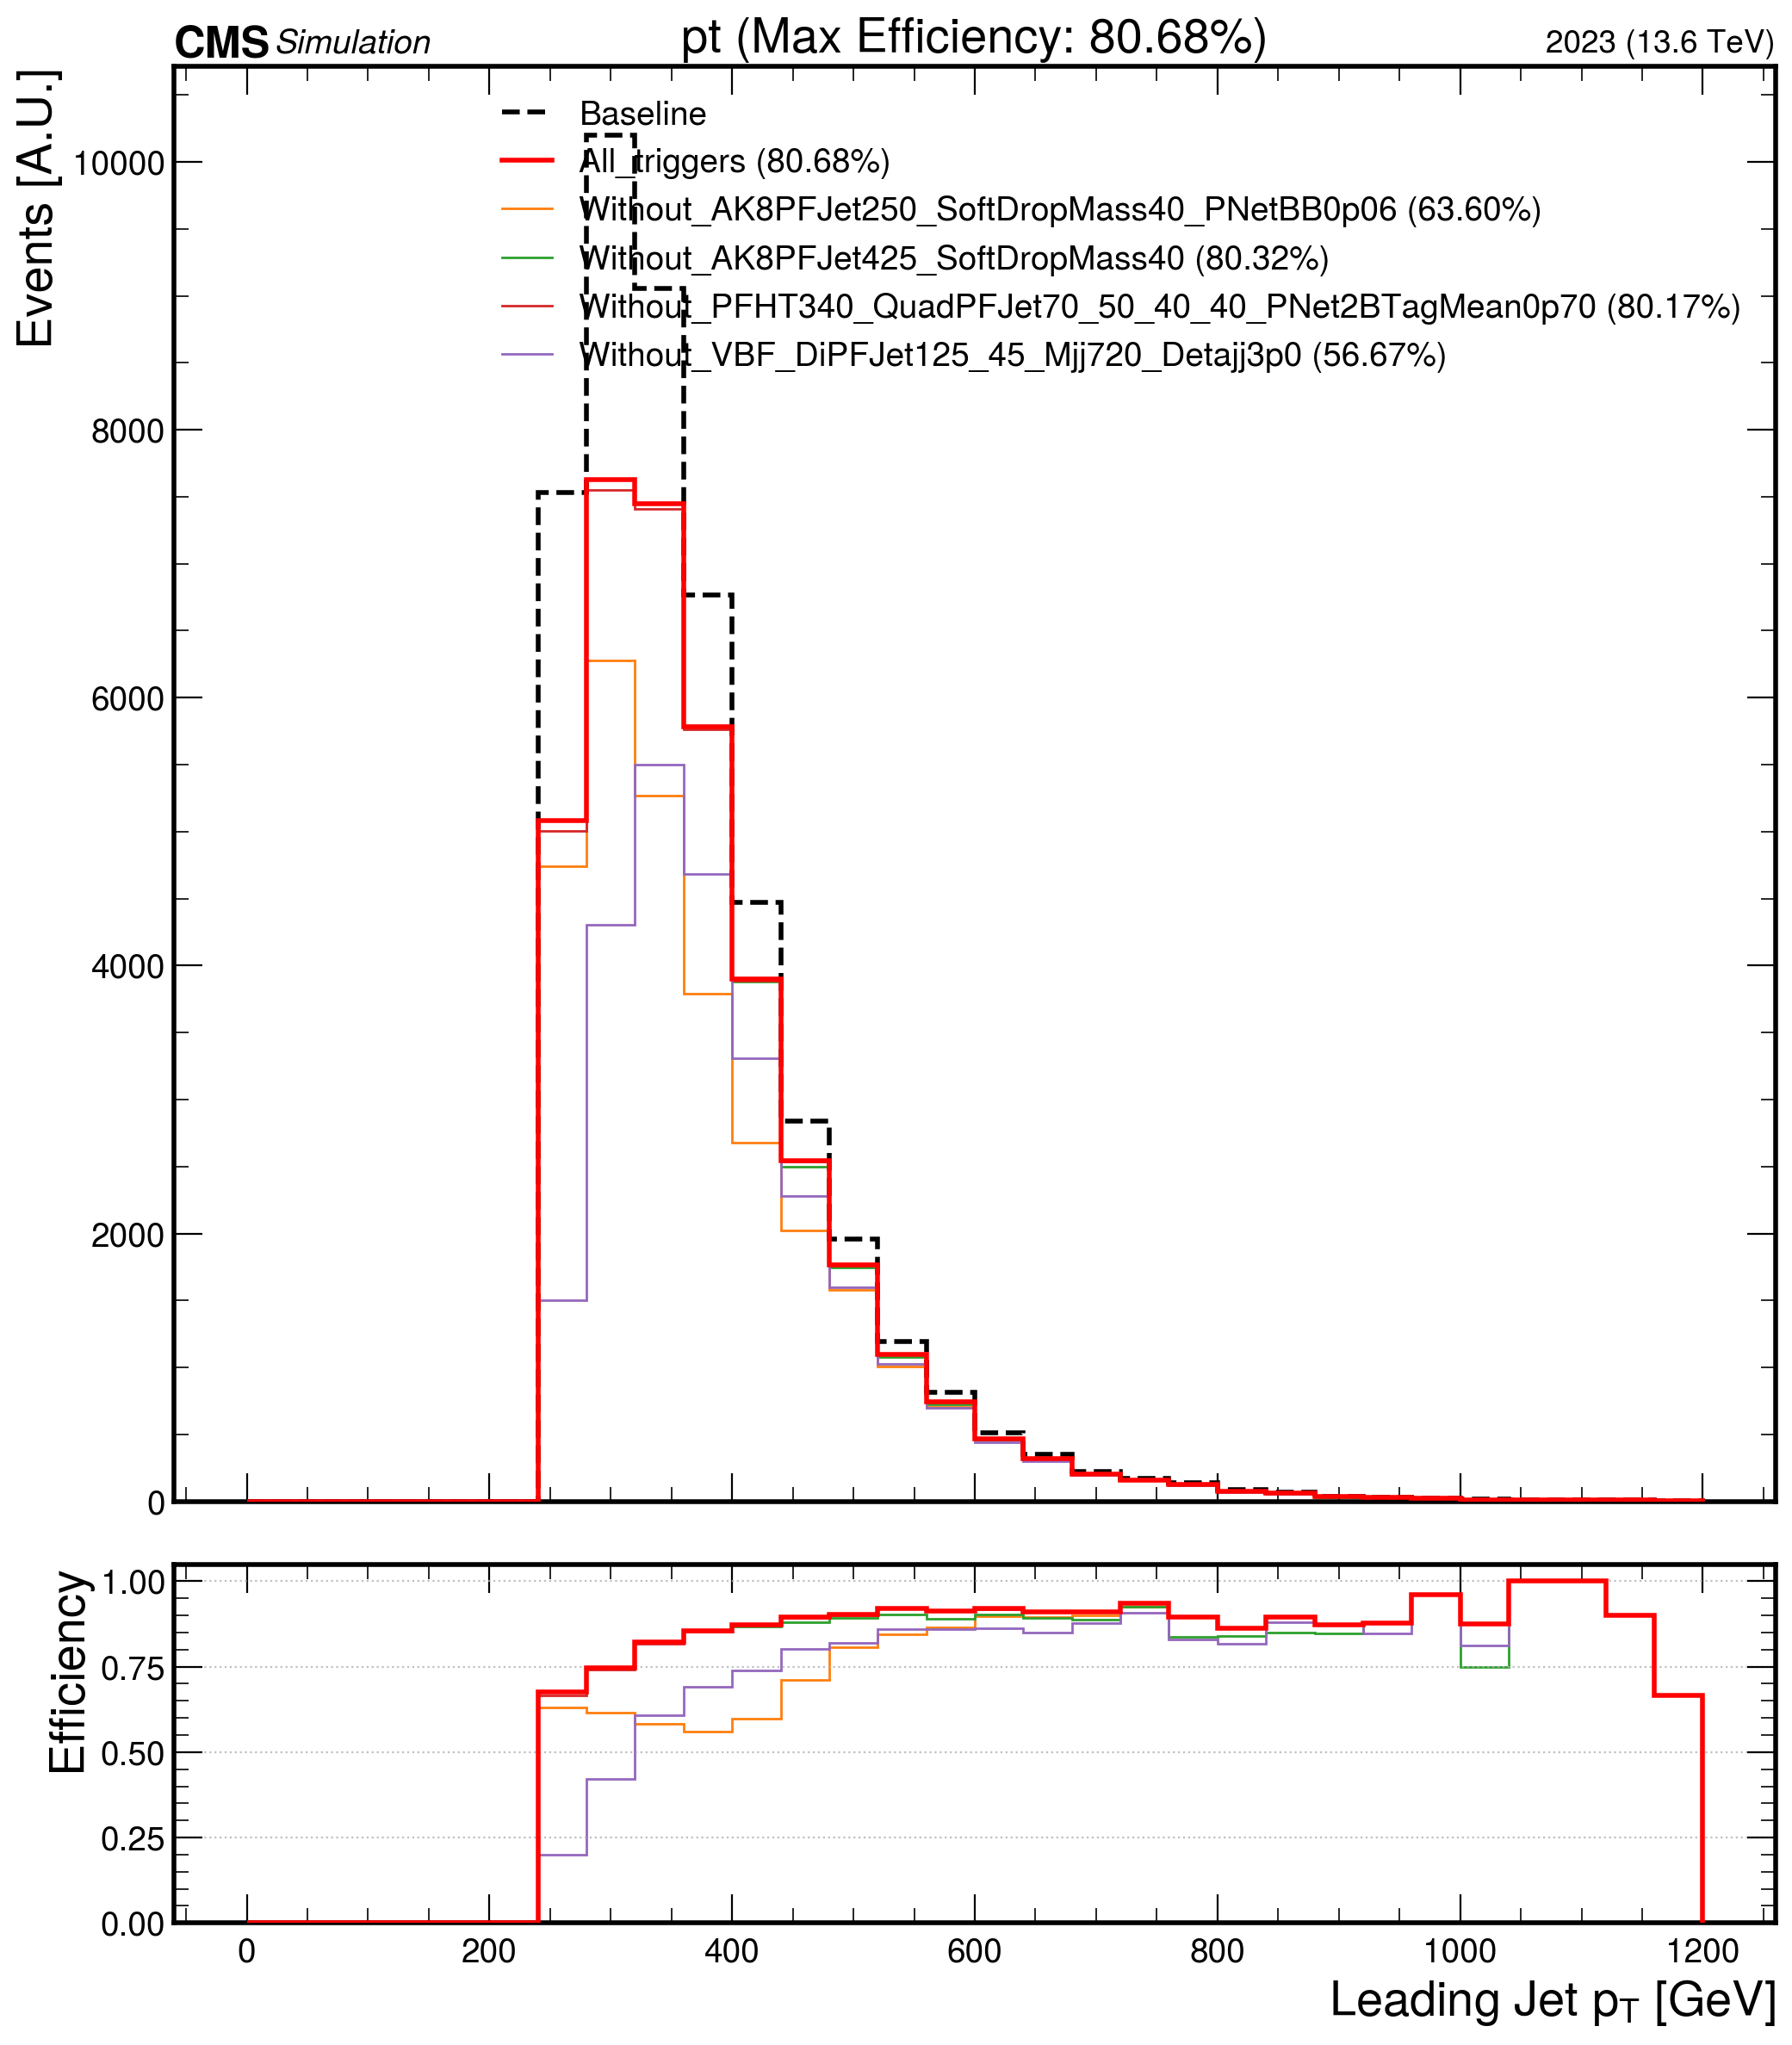 CMS Simulation pt (Max Efficiency: 80.68%) 2023 (13.6 TeV)
Events [A.U.]
Baseline
All_triggers (80.68%)
Without_AK8PFJet250_SoftDropMass40_PNetBB0p06 (63.60%)
Without_AK8PFJet425_SoftDropMass40 (80.32%)
Without_PFHT340_QuadPFJet70_50_40_40_PNet2BTagMean0p70 (80.17%)
Without_VBF_DiPFJet125_45_Mjj720_Detajj3p0 (56.67%)
10000
8000
6000
4000
2000
0
Efficiency
1.00
0.75
0.50
0.25
0.00
0 200 400 600 800 1000 1200
Leading Jet pT [GeV]